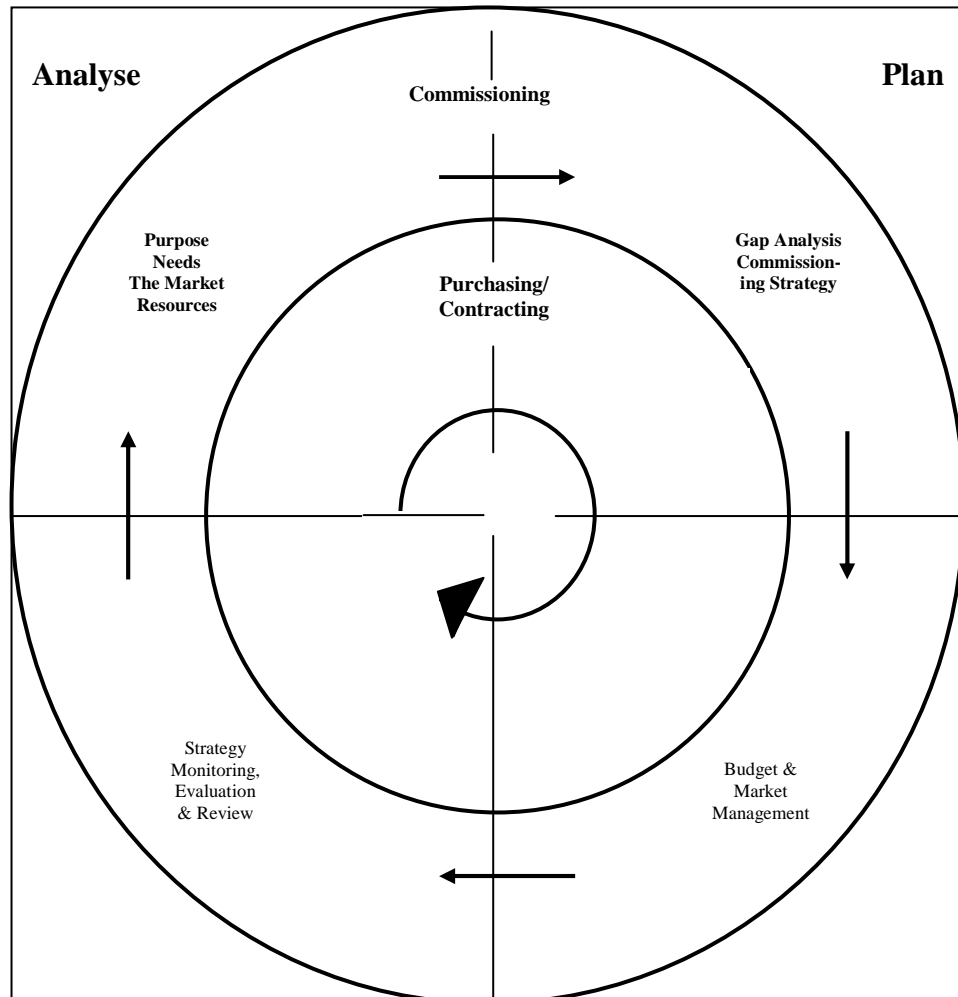 Analyse
Plan
Commissioning
Purpose
Needs
The Market
Resources
Gap Analysis
Commission-
ing Strategy
Purchasing/
Contracting
Strategy
Monitoring,
Evaluation
& Review
Budget &
Market
Management